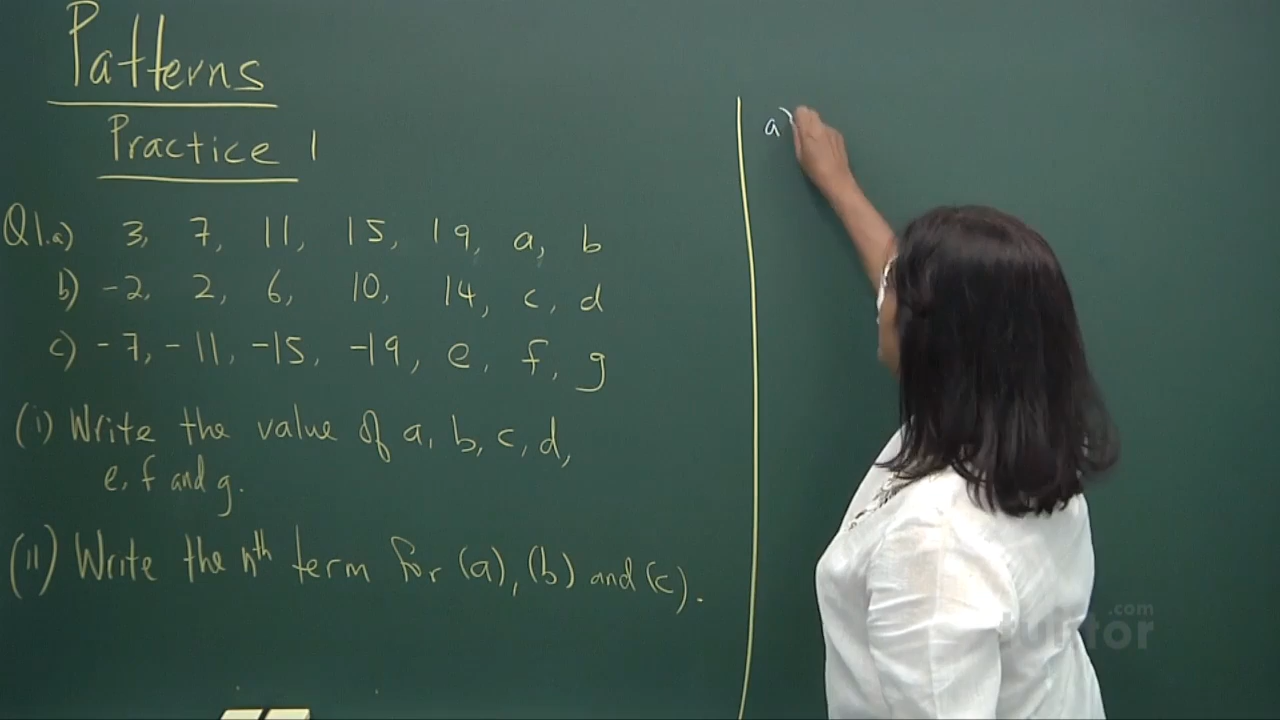 Patterns
Practice 1
Q1.a) 3, 7, 11, 15, 19, a, b
b) -2, 2, 6, 10, 14, c, d
c) -7, -11, -15, -19, e, f, g
(i) Write the value of a, b, c, d,
e, f and g.
(ii) Write the nth term for (a), (b) and (c).
a)
.com